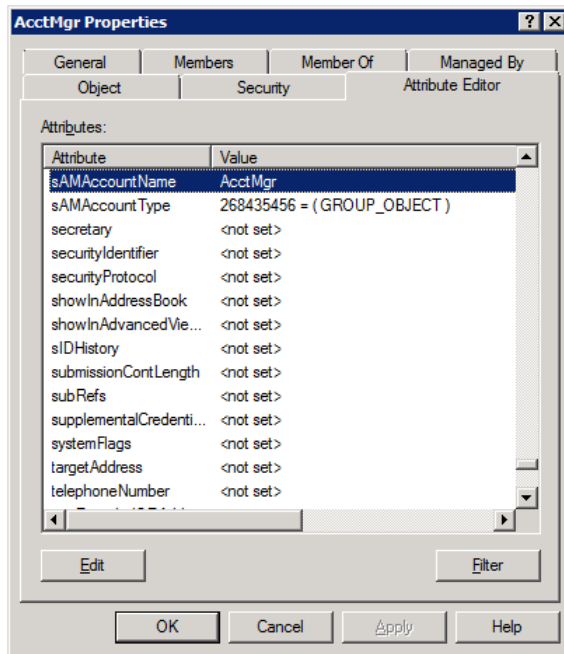 AcctMgr Properties
General Members Member Of Managed By
Object Security Attribute Editor
Attributes:
Attribute Value
sAMAccountName AcctMgr
sAMAccountType 268435456 = ( GROUP_OBJECT )
secretary <not set>
securityIdentifier <not set>
securityProtocol <not set>
showInAddressBook <not set>
showInAdvancedVie... <not set>
sIDHistory <not set>
submissionContLength <not set>
subRefs <not set>
supplementalCredenti... <not set>
systemFlags <not set>
targetAddress <not set>
telephoneNumber <not set>
Edit Filter
OK Cancel Apply Help